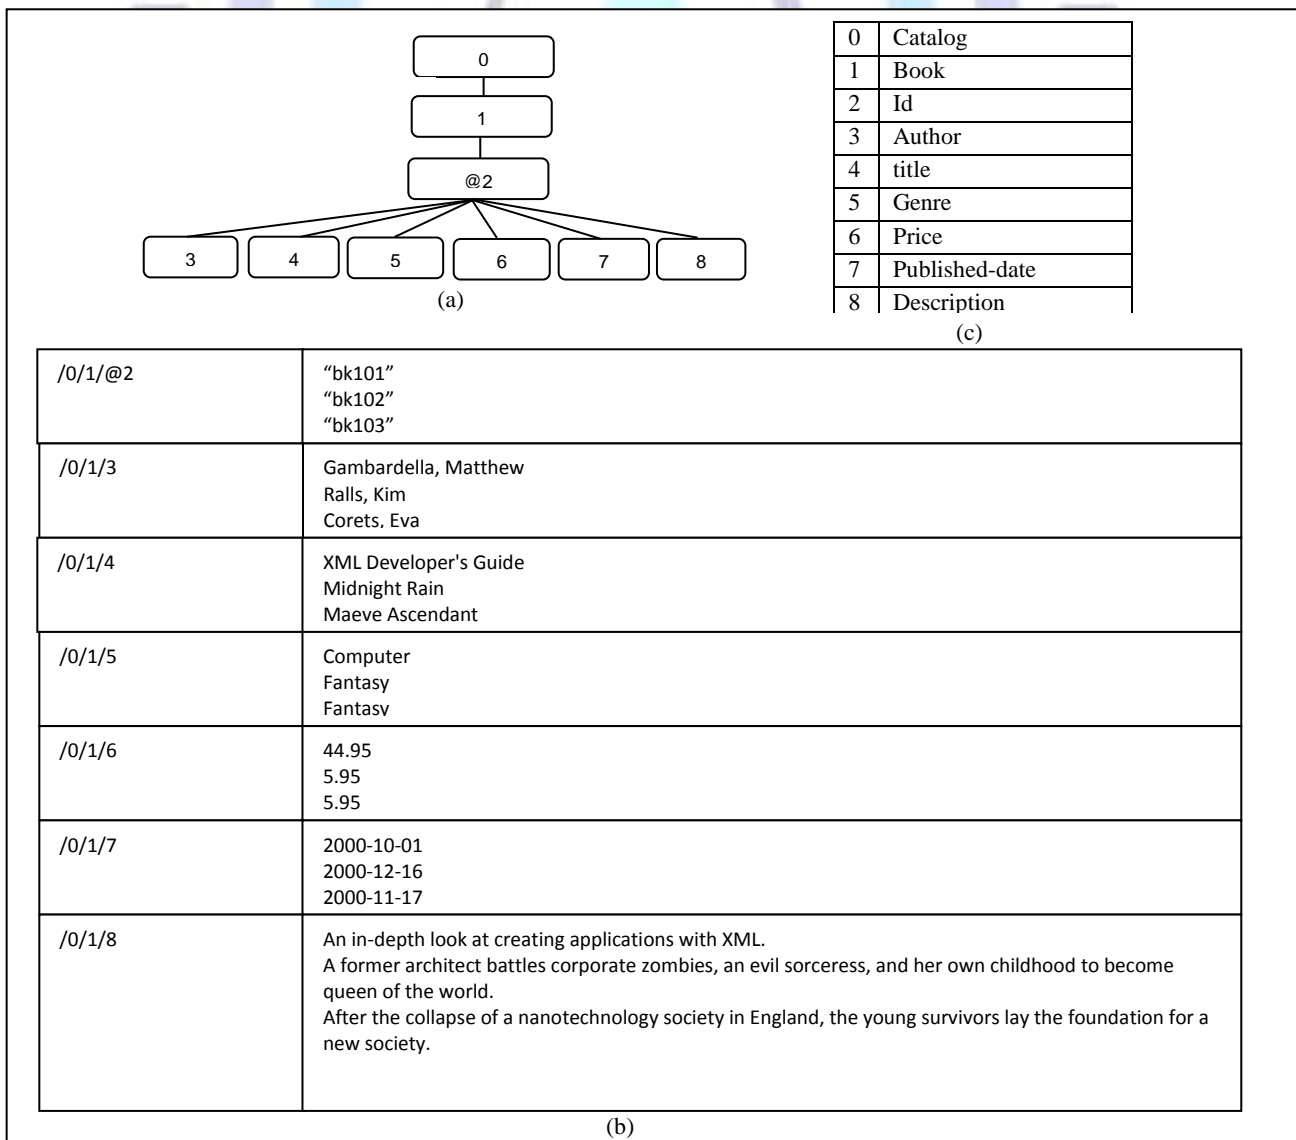 0
1
@2
3 4 5 6 7 8
(a)
0 Catalog
1 Book
2 Id
3 Author
4 title
5 Genre
6 Price
7 Published-date
8 Description
(c)
/0/1/@2 “bk101”
“bk102”
“bk103”
/0/1/3 Gambardella, Matthew
Ralls, Kim
Corets, Eva
/0/1/4 XML Developer's Guide
Midnight Rain
Maeve Ascendant
/0/1/5 Computer
Fantasy
Fantasy
/0/1/6 44.95
5.95
5.95
/0/1/7 2000-10-01
2000-12-16
2000-11-17
/0/1/8 An in-depth look at creating applications with XML.
A former architect battles corporate zombies, an evil sorceress, and her own childhood to become
queen of the world.
After the collapse of a nanotechnology society in England, the young survivors lay the foundation for a
new society.
(b)